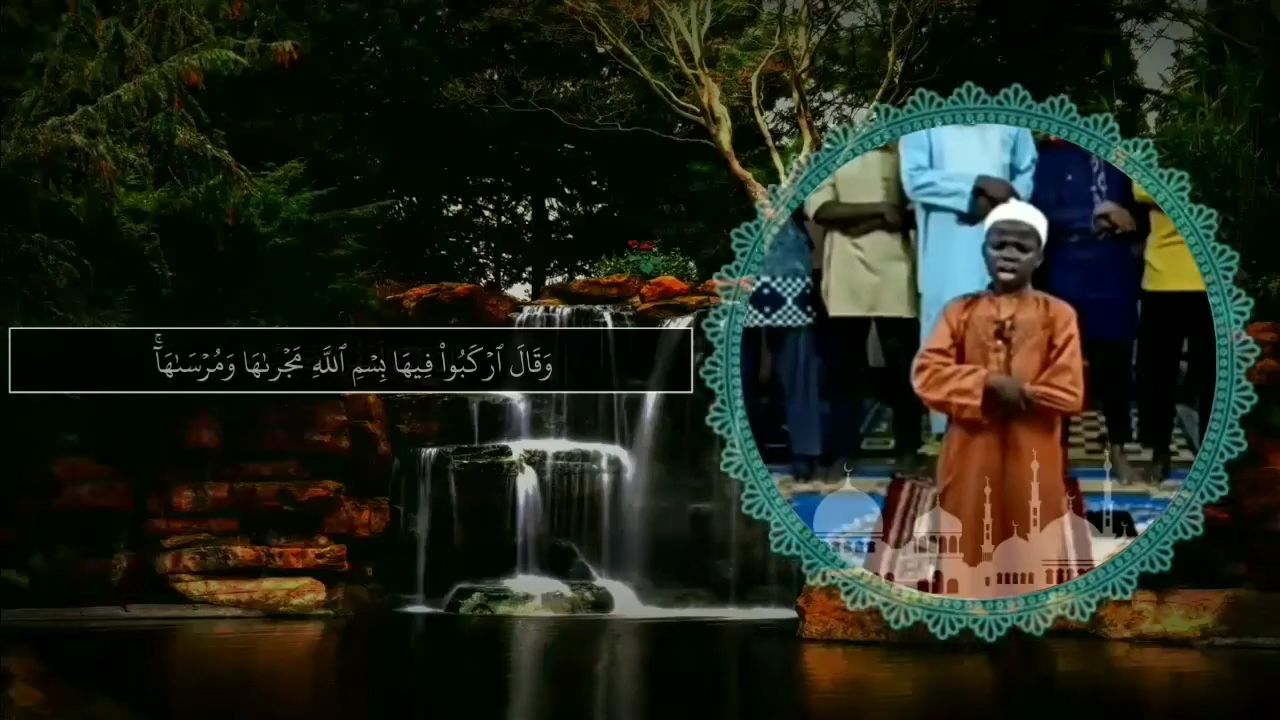 وَقَالَ ٱرْكَبُوا۟ فِيهَا بِسْمِ ٱللَّهِ مَجْر۪ىٰهَا وَمُرْسَىٰهَآ ۚ